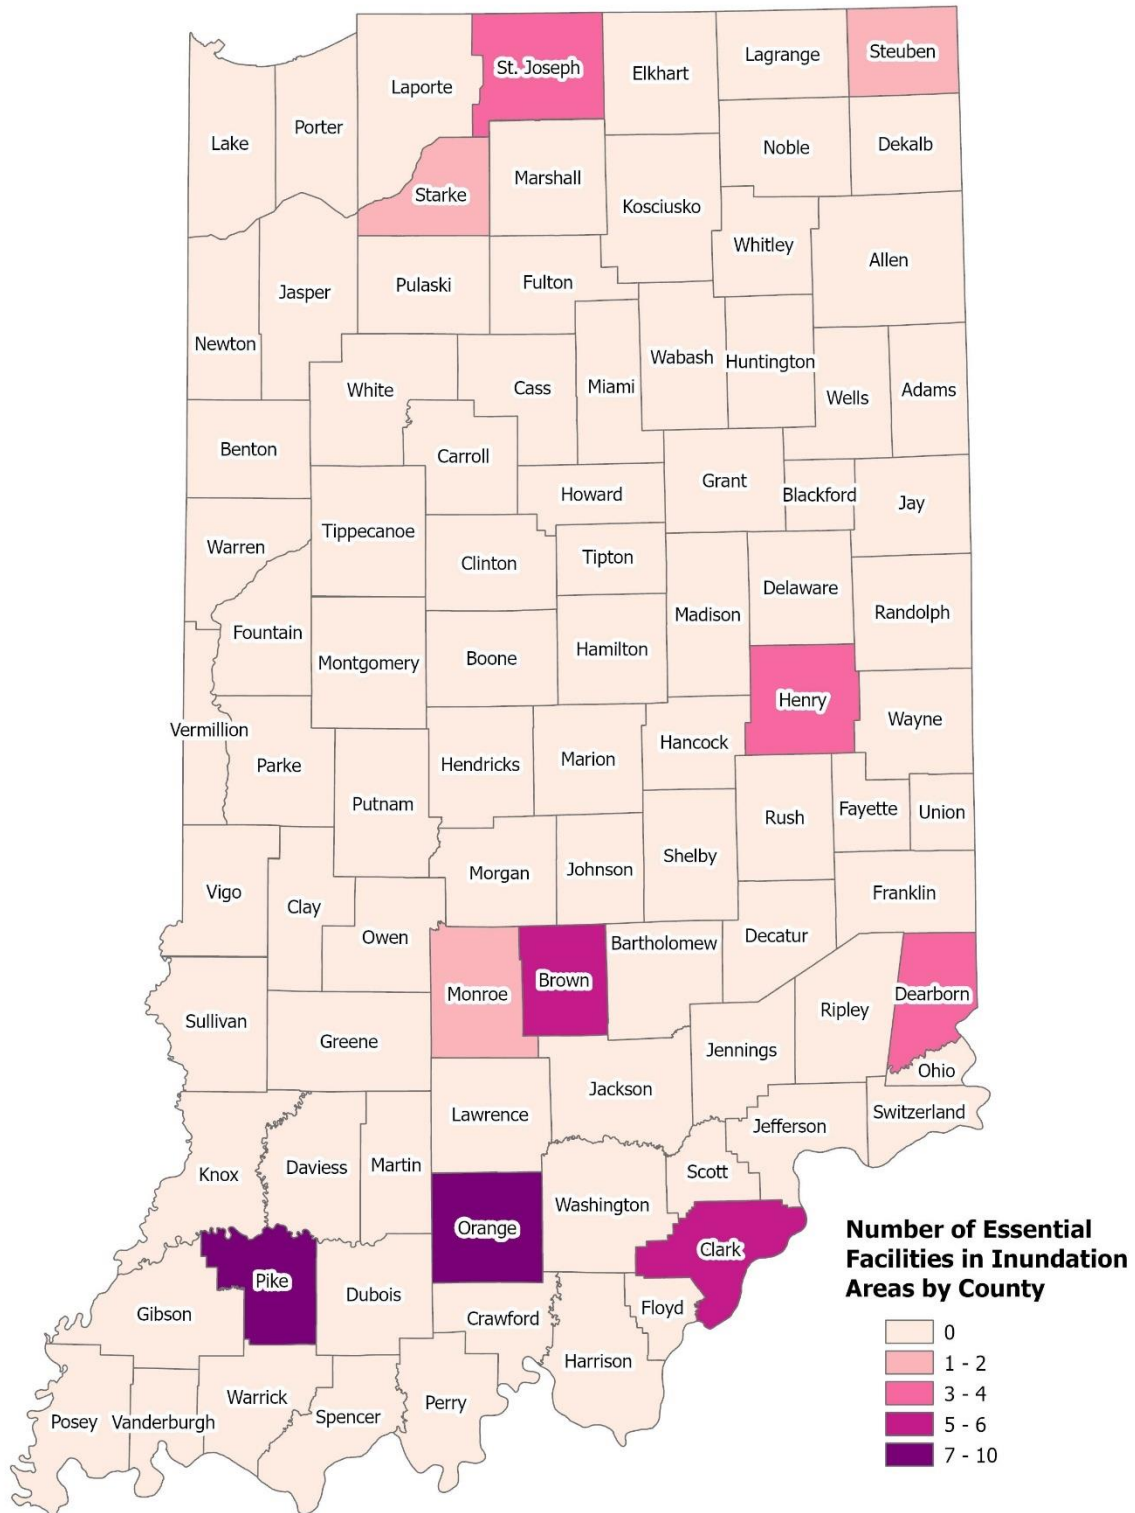 St. Joseph
Steuben
Lagrange
Elkhart
Laporte
Porter
Lake
Noble
Dekalb
Marshall
Starke
Kosciusko
Whitley
Allen
Pulaski
Fulton
Jasper
Newton
Wabash
Huntington
White
Cass
Miami
Wells
Adams
Benton
Carroll
Grant
Howard
Blackford
Jay
Tippecanoe
Warren
Clinton
Tipton
Delaware
Madison
Randolph
Fountain
Montgomery
Boone
Hamilton
Henry
Wayne
Vermillion
Hancock
Parke
Hendricks
Marion
Putnam
Fayette
Union
Rush
Shelby
Morgan
Johnson
Vigo
Clay
Franklin
Owen
Bartholomew
Decatur
Monroe
Brown
Dearborn
Sullivan
Greene
Ripley
Jennings
Ohio
Jackson
Lawrence
Switzerland
Jefferson
Knox
Daviess
Martin
Scott
Washington
Orange
Clark
Pike
Dubois
Gibson
Crawford
Floyd
Harrison
Warrick
Perry
Spencer
Posey
Vanderburgh
Number of Essential
Facilities in Inundation
Areas by County
0
1 - 2
3 - 4
5 - 6
7 - 10